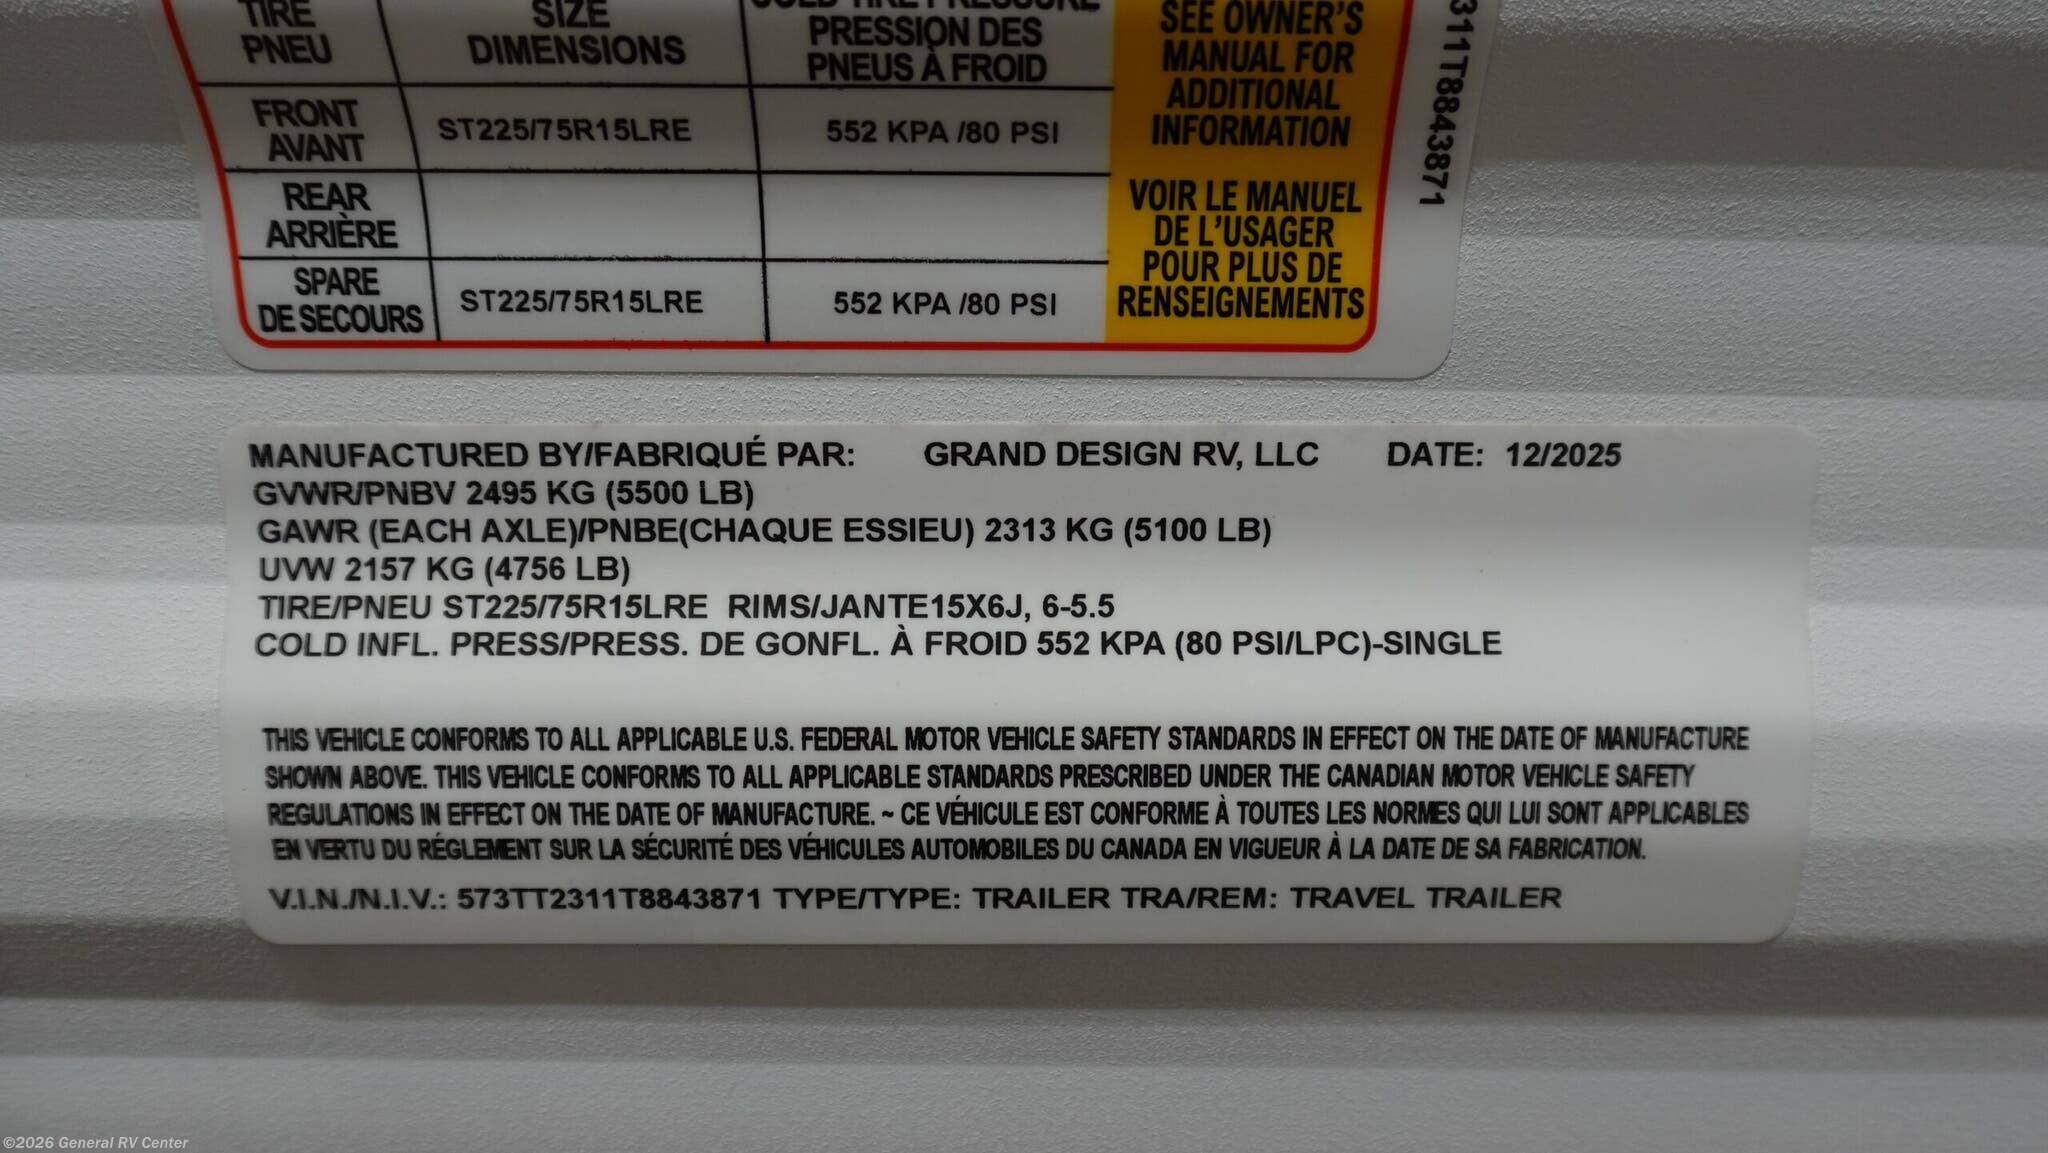 TIRE SIZE COLD TIRE PRESSURE
PNEU DIMENSIONS PRESSION DES
PNEUS À FROID
FRONT
AVANT ST225/75R15LRE 552 KPA /80 PSI
REAR
ARRIÈRE
SPARE
DE SECOURS ST225/75R15LRE 552 KPA /80 PSI
SEE OWNER'S
MANUAL FOR
ADDITIONAL
INFORMATION
VOIR LE MANUEL
DE L'USAGER
POUR PLUS DE
RENSEIGNEMENTS
311T8843871
MANUFACTURED BY/FABRIQUÉ PAR: GRAND DESIGN RV, LLC DATE: 12/2025
GVWR/PNBV 2495 KG (5500 LB)
GAWR (EACH AXLE)/PNBE(CHAQUE ESSIEU) 2313 KG (5100 LB)
UVW 2157 KG (4756 LB)
TIRE/PNEU ST225/75R15LRE RIMS/JANTE15X6J, 6-5.5
COLD INFL. PRESS/PRESS. DE GONFL. À FROID 552 KPA (80 PSI/LPC)-SINGLE
THIS VEHICLE CONFORMS TO ALL APPLICABLE U.S. FEDERAL MOTOR VEHICLE SAFETY STANDARDS IN EFFECT ON THE DATE OF MANUFACTURE
SHOWN ABOVE. THIS VEHICLE CONFORMS TO ALL APPLICABLE STANDARDS PRESCRIBED UNDER THE CANADIAN MOTOR VEHICLE SAFETY
REGULATIONS IN EFFECT ON THE DATE OF MANUFACTURE. ~ CE VÉHICULE EST CONFORME À TOUTES LES NORMES QUI LUI SONT APPLICABLES
EN VERTU DU RÉGLEMENT SUR LA SÉCURITÉ DES VÉHICULES AUTOMOBILES DU CANADA EN VIGUEUR À LA DATE DE SA FABRICATION.
V.I.N./N.I.V.: 573TT2311T8843871 TYPE/TYPE: TRAILER TRA/REM: TRAVEL TRAILER
©2026 General RV Center